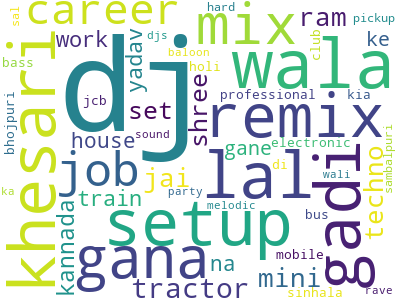 career
mix
hard
ram
pickup
sal
djs
club
ke
work
yadav
baloon
holi
wala
bass
dj
jcb
set
shree
professional
kia
bhojpuri
khesari
house
sound
remix
gane
electronic
job
jai
lal
di
wali
gadi
techno
sambalpuri
ka
kannada
train
party
setup
melodic
bus
gana
na
mini
mobile
tractor
sinhala
rave